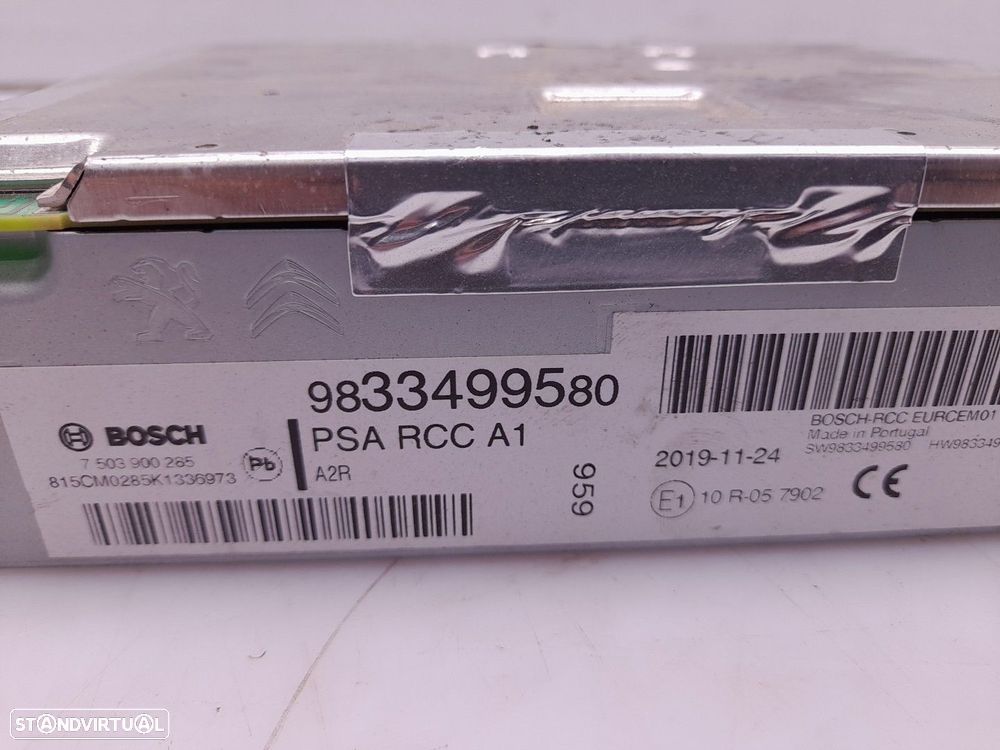 9833499580
BOSCH
PSA RCC A1
7 503 900 285
Pb
A2R
815CM0285K1336973
959
BOSCH-RCC EURCEM01
Made in Portugal
2019-11-24
SW9833499580 HW983349
E1 10 R-05 7902 CE
STANDVIRTUAL